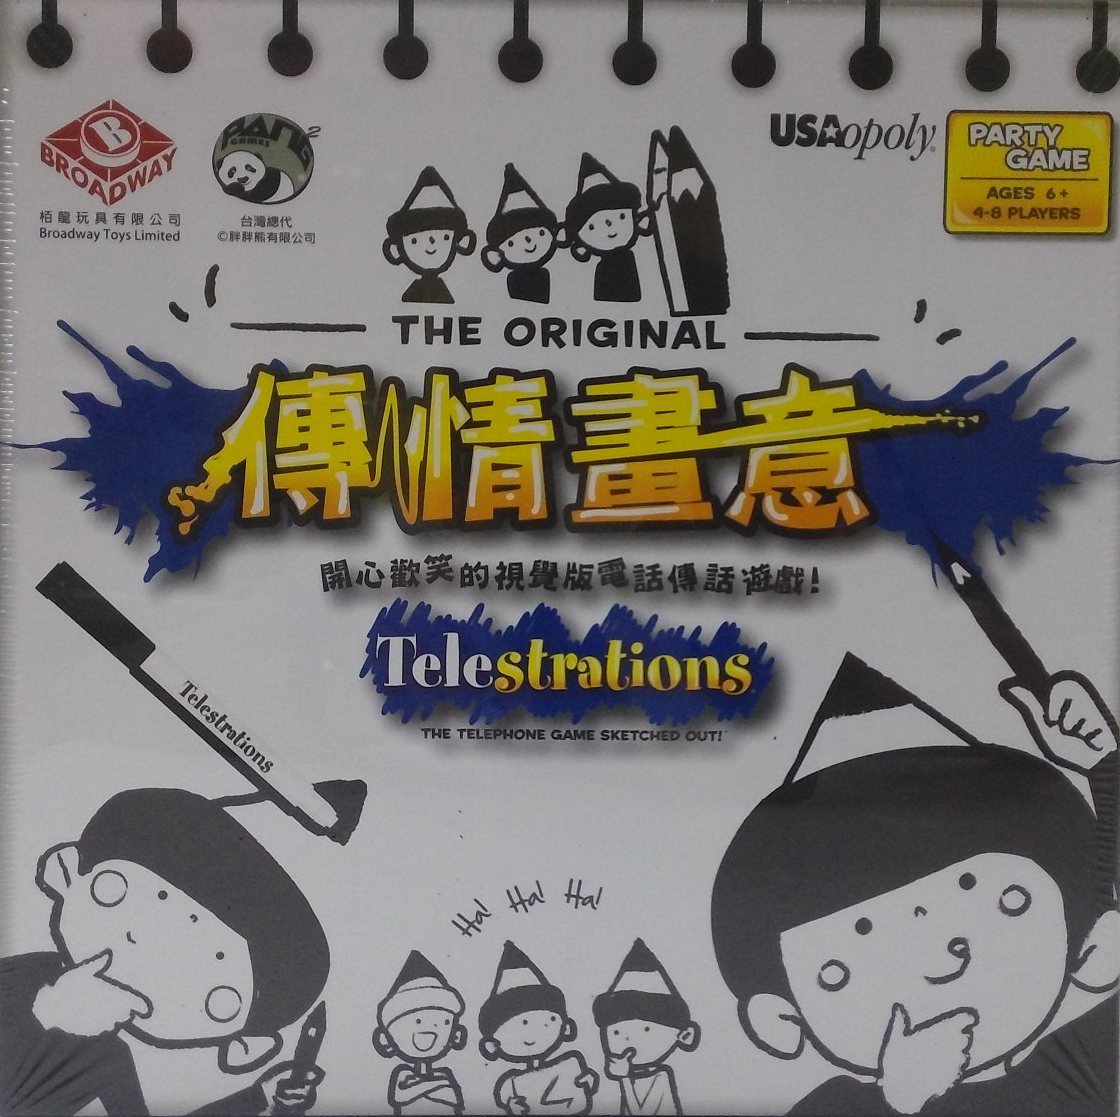 B
BROADWAY
栢龍玩具有限公司
Broadway Toys Limited
PANG2
GAMES
台灣總代
©胖胖熊有限公司
USAopoly®
PARTY
GAME
AGES 6+
4-8 PLAYERS
THE ORIGINAL
傳情畫意
開心歡笑的視覺版電話傳話遊戲!
Telestrations
THE TELEPHONE GAME SKETCHED OUT!
Telestrations
Ha! Ha! Ha!